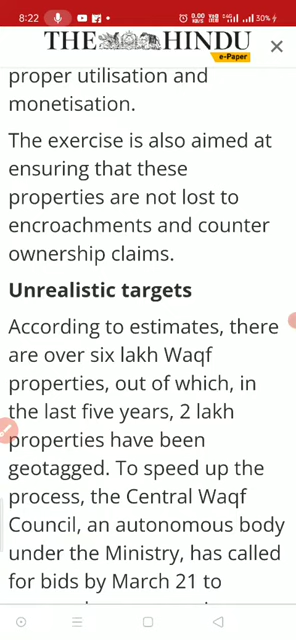 8:22
0.00 KB/S
30%
THE HINDU
e-Paper
proper utilisation and
monetisation.
The exercise is also aimed at
ensuring that these
properties are not lost to
encroachments and counter
ownership claims.
Unrealistic targets
According to estimates, there
are over six lakh Waqf
properties, out of which, in
the last five years, 2 lakh
properties have been
geotagged. To speed up the
process, the Central Waqf
Council, an autonomous body
under the Ministry, has called
for bids by March 21 to